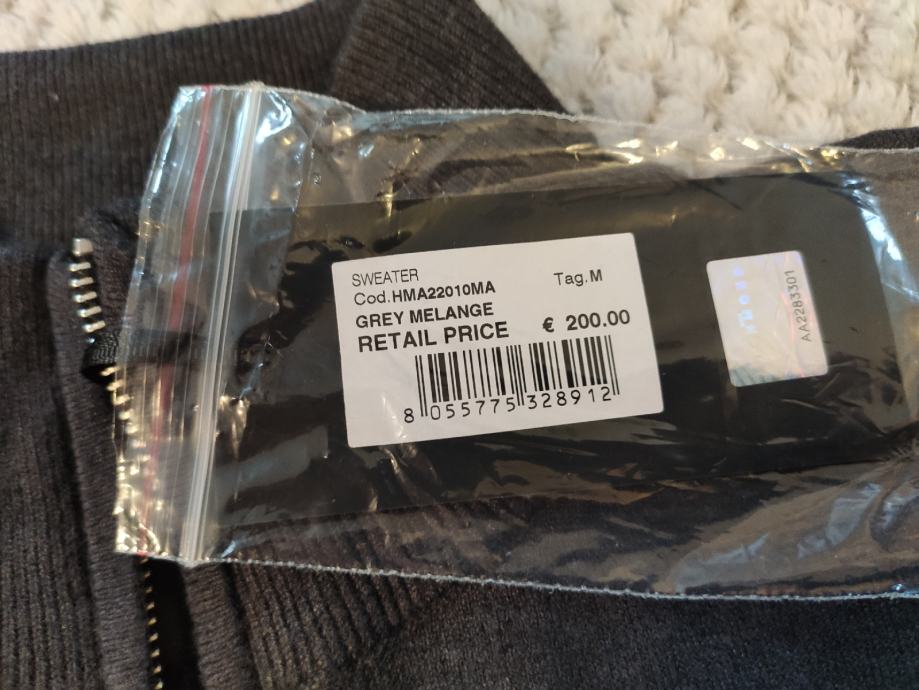 SWEATER
Tag.M
Cod.HMA22010MA
GREY MELANGE
RETAIL PRICE € 200.00
8 055775 328912
AA2283301